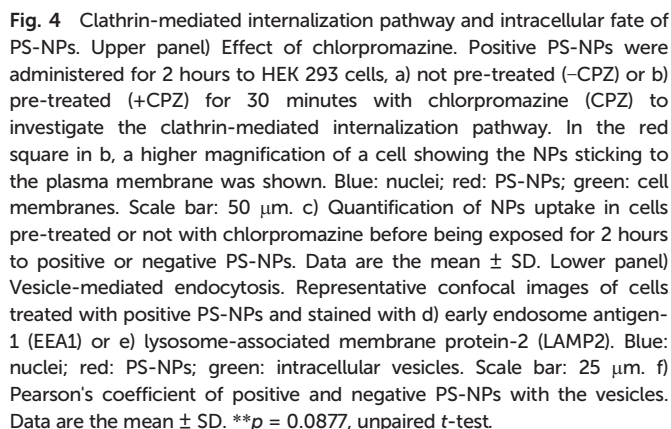 Fig. 4 Clathrin-mediated internalization pathway and intracellular fate of
PS-NPs. Upper panel) Effect of chlorpromazine. Positive PS-NPs were
administered for 2 hours to HEK 293 cells, a) not pre-treated (−CPZ) or b)
pre-treated (+CPZ) for 30 minutes with chlorpromazine (CPZ) to
investigate the clathrin-mediated internalization pathway. In the red
square in b, a higher magnification of a cell showing the NPs sticking to
the plasma membrane was shown. Blue: nuclei; red: PS-NPs; green: cell
membranes. Scale bar: 50 μm. c) Quantification of NPs uptake in cells
pre-treated or not with chlorpromazine before being exposed for 2 hours
to positive or negative PS-NPs. Data are the mean ± SD. Lower panel)
Vesicle-mediated endocytosis. Representative confocal images of cells
treated with positive PS-NPs and stained with d) early endosome antigen-
1 (EEA1) or e) lysosome-associated membrane protein-2 (LAMP2). Blue:
nuclei; red: PS-NPs; green: intracellular vesicles. Scale bar: 25 μm. f)
Pearson's coefficient of positive and negative PS-NPs with the vesicles.
Data are the mean ± SD. **p = 0.0877, unpaired t-test.